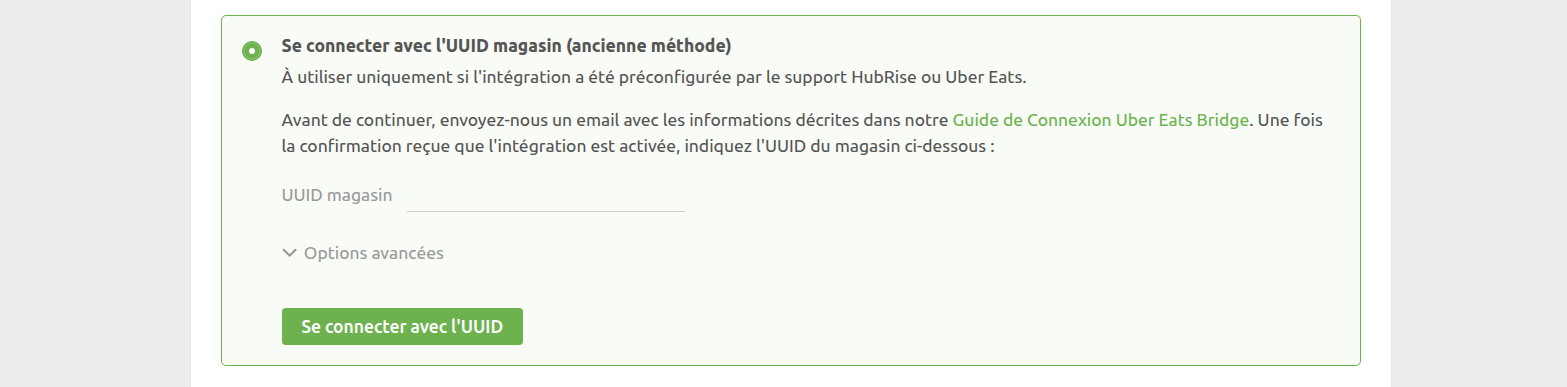 Se connecter avec l'UUID magasin (ancienne méthode)
À utiliser uniquement si l'intégration a été préconfigurée par le support HubRise ou Uber Eats.
Avant de continuer, envoyez-nous un email avec les informations décrites dans notre Guide de Connexion Uber Eats Bridge. Une fois
la confirmation reçue que l'intégration est activée, indiquez l'UUID du magasin ci-dessous :
UUID magasin
Options avancées
Se connecter avec l'UUID